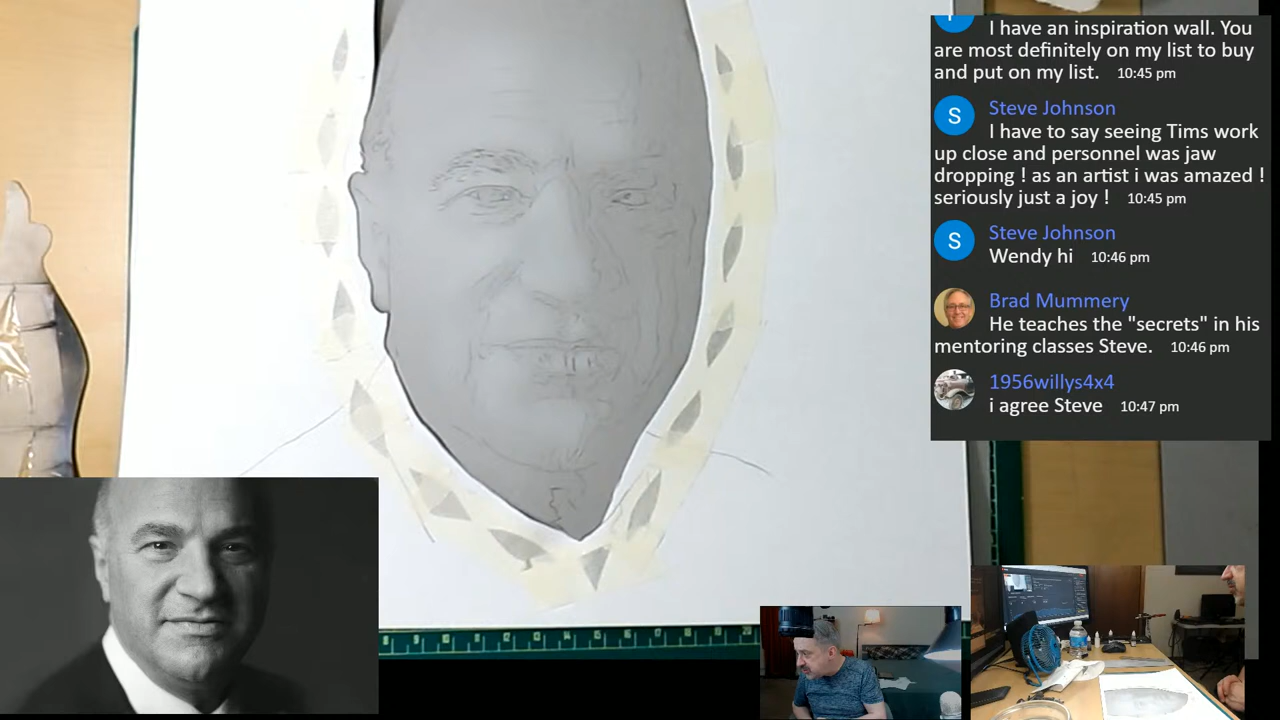 I have an inspiration wall. You
are most definitely on my list to buy
and put on my list. 10:45 pm
S Steve Johnson
I have to say seeing Tims work
up close and personnel was jaw
dropping ! as an artist i was amazed !
seriously just a joy ! 10:45 pm
S Steve Johnson
Wendy hi 10:46 pm
Brad Mummery
He teaches the "secrets" in his
mentoring classes Steve. 10:46 pm
1956willys4x4
i agree Steve 10:47 pm